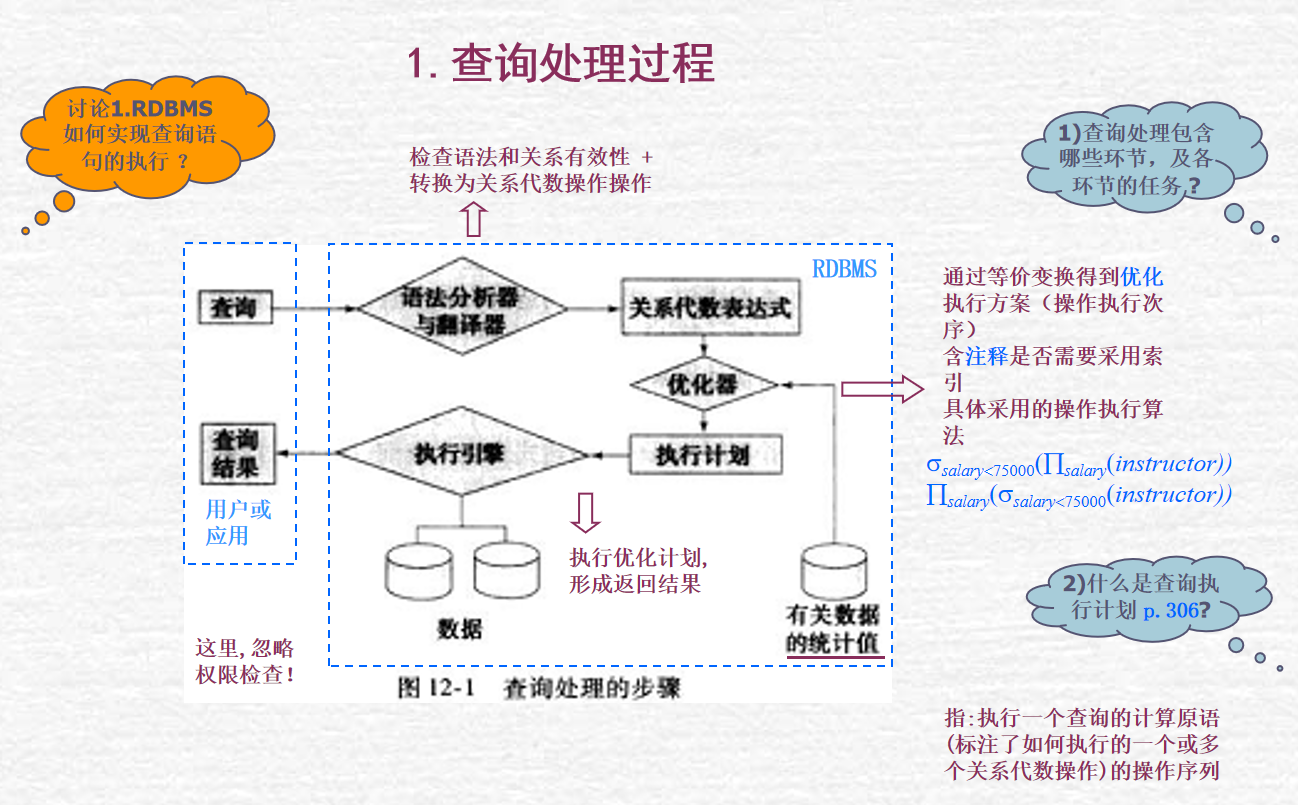 1.查询处理过程
讨论1.RDBMS
如何实现查询语
句的执行 ?
1)查询处理包含
哪些环节，及各
环节的任务?
检查语法和关系有效性 +
转换为关系代数操作操作
RDBMS
查询
语法分析器
与翻译器
关系代数表达式
优化器
查询
结果
执行引擎
执行计划
用户或
应用
数据
执行优化计划,
形成返回结果
有关数据
的统计值
这里,忽略
权限检查!
图 12-1 查询处理的步骤
通过等价变换得到优化
执行方案（操作执行次
序）
含注释是否需要采用索
引
具体采用的操作执行算
法
σsalary<75000(∏salary(instructor))
∏salary(σsalary<75000(instructor))
2)什么是查询执
行计划 p.306?
指:执行一个查询的计算原语
(标注了如何执行的一个或多
个关系代数操作)的操作序列